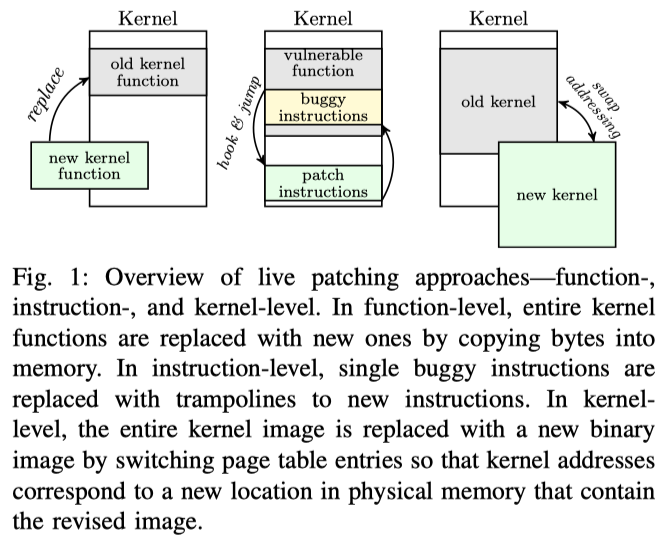 Kernel
old kernel
function
replace
new kernel
function
Kernel
vulnerable
function
buggy
instructions
hook & jump
patch
instructions
Kernel
old kernel
swap
addressing
new kernel
Fig. 1: Overview of live patching approaches—function-,
instruction-, and kernel-level. In function-level, entire kernel
functions are replaced with new ones by copying bytes into
memory. In instruction-level, single buggy instructions are
replaced with trampolines to new instructions. In kernel-
level, the entire kernel image is replaced with a new binary
image by switching page table entries so that kernel addresses
correspond to a new location in physical memory that contain
the revised image.